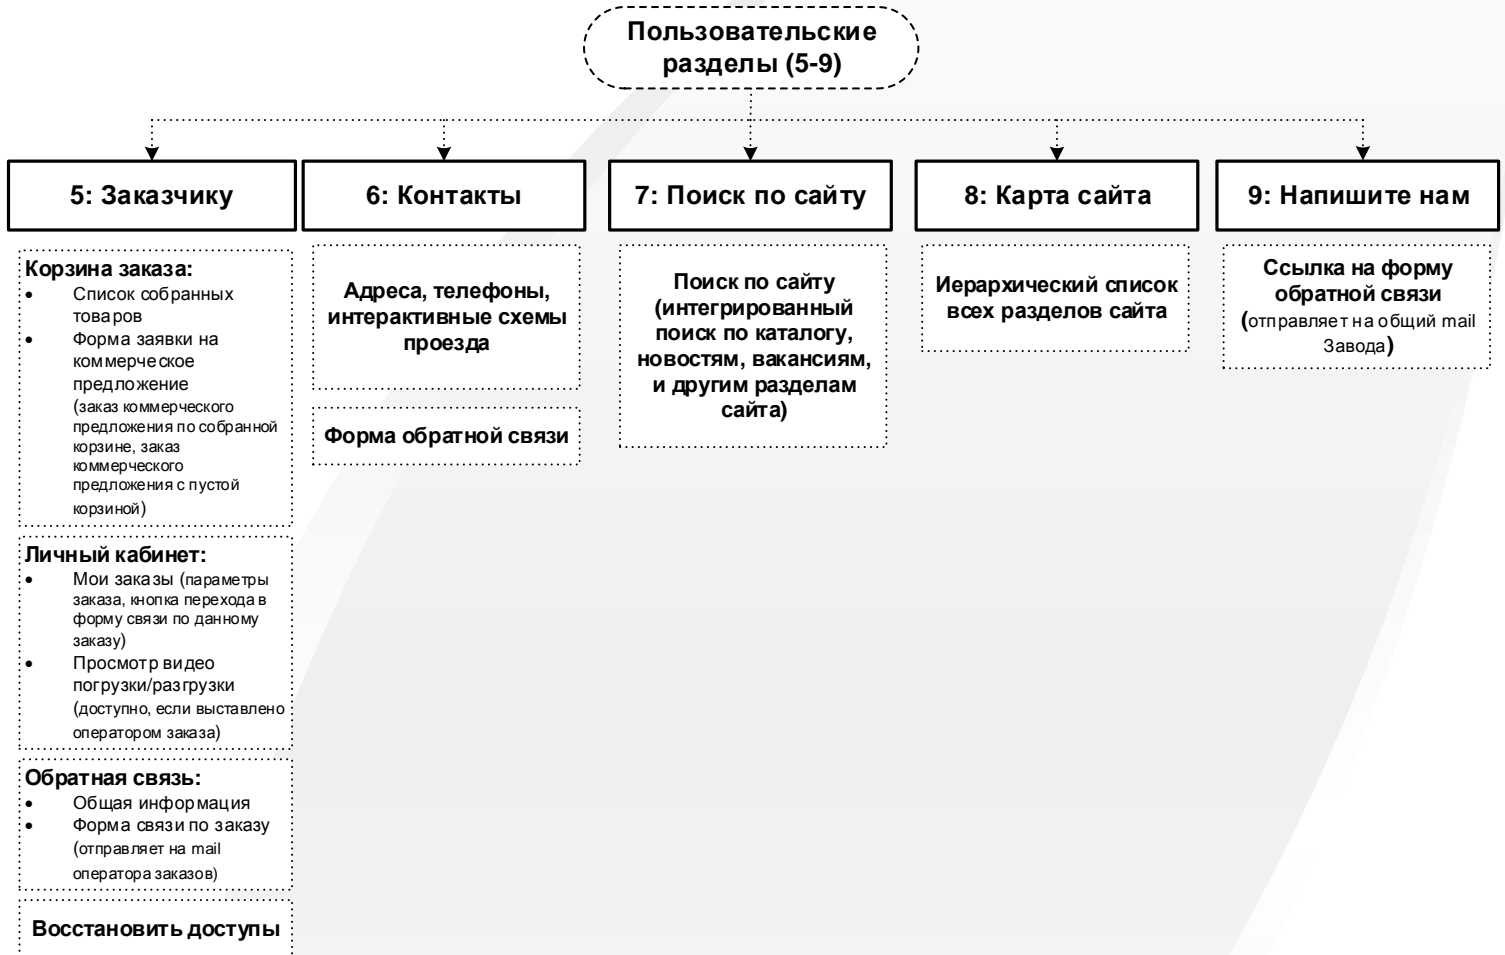 Пользовательские
разделы (5-9)
5: Заказчику
6: Контакты
7: Поиск по сайту
8: Карта сайта
9: Напишите нам
Корзина заказа:
• Список собранных
товаров
• Форма заявки на
коммерческое
предложение
(заказ коммерческого
предложения по собранной
корзине, заказ
коммерческого
предложения с пустой
корзиной)
Личный кабинет:
• Мои заказы (параметры
заказа, кнопка перехода в
форму связи по данному
заказу)
• Просмотр видео
погрузки/разгрузки
(доступно, если выставлено
оператором заказа)
Обратная связь:
• Общая информация
• Форма связи по заказу
(отправляет на mail
оператора заказов)
Восстановить доступы
Адреса, телефоны,
интерактивные схемы
проезда
Форма обратной связи
Поиск по сайту
(интегрированный
поиск по каталогу,
новостям, вакансиям,
и другим разделам
сайта)
Иерархический список
всех разделов сайта
Ссылка на форму
обратной связи
(отправляет на общий mail
Завода)